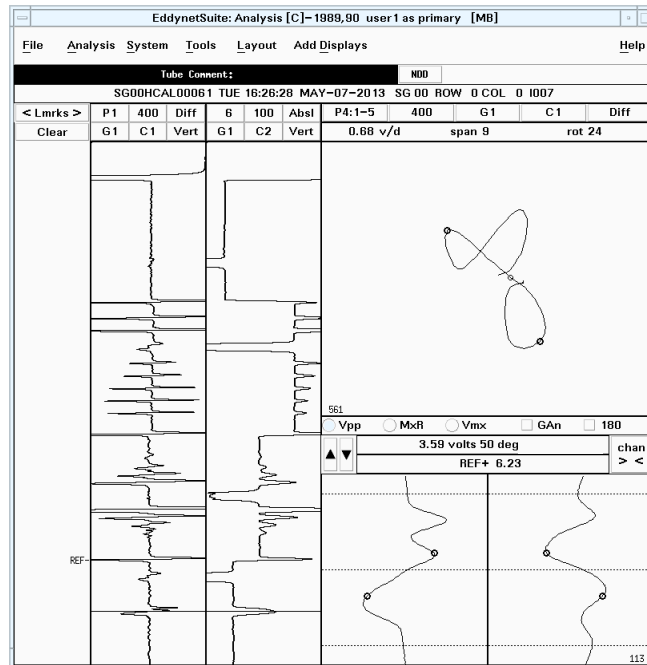 EddynetSuite: Analysis [C]-1989,90 user1 as primary [MB]
File Analysis System Tools Layout Add Displays Help
Tube Comment: NDD
SG00HCAL00061 TUE 16:26:28 MAY-07-2013 SG 00 ROW 0 COL 0 I007
< Lmrks > P1 400 Diff 6 100 Absl P4:1-5 400 G1 C1 Diff
Clear G1 C1 Vert G1 C2 Vert 0.68 v/d span 9 rot 24
561
Vpp MxR Vmx GAn 180
3.59 volts 50 deg chan
REF+ 6.23 > <
REF
113